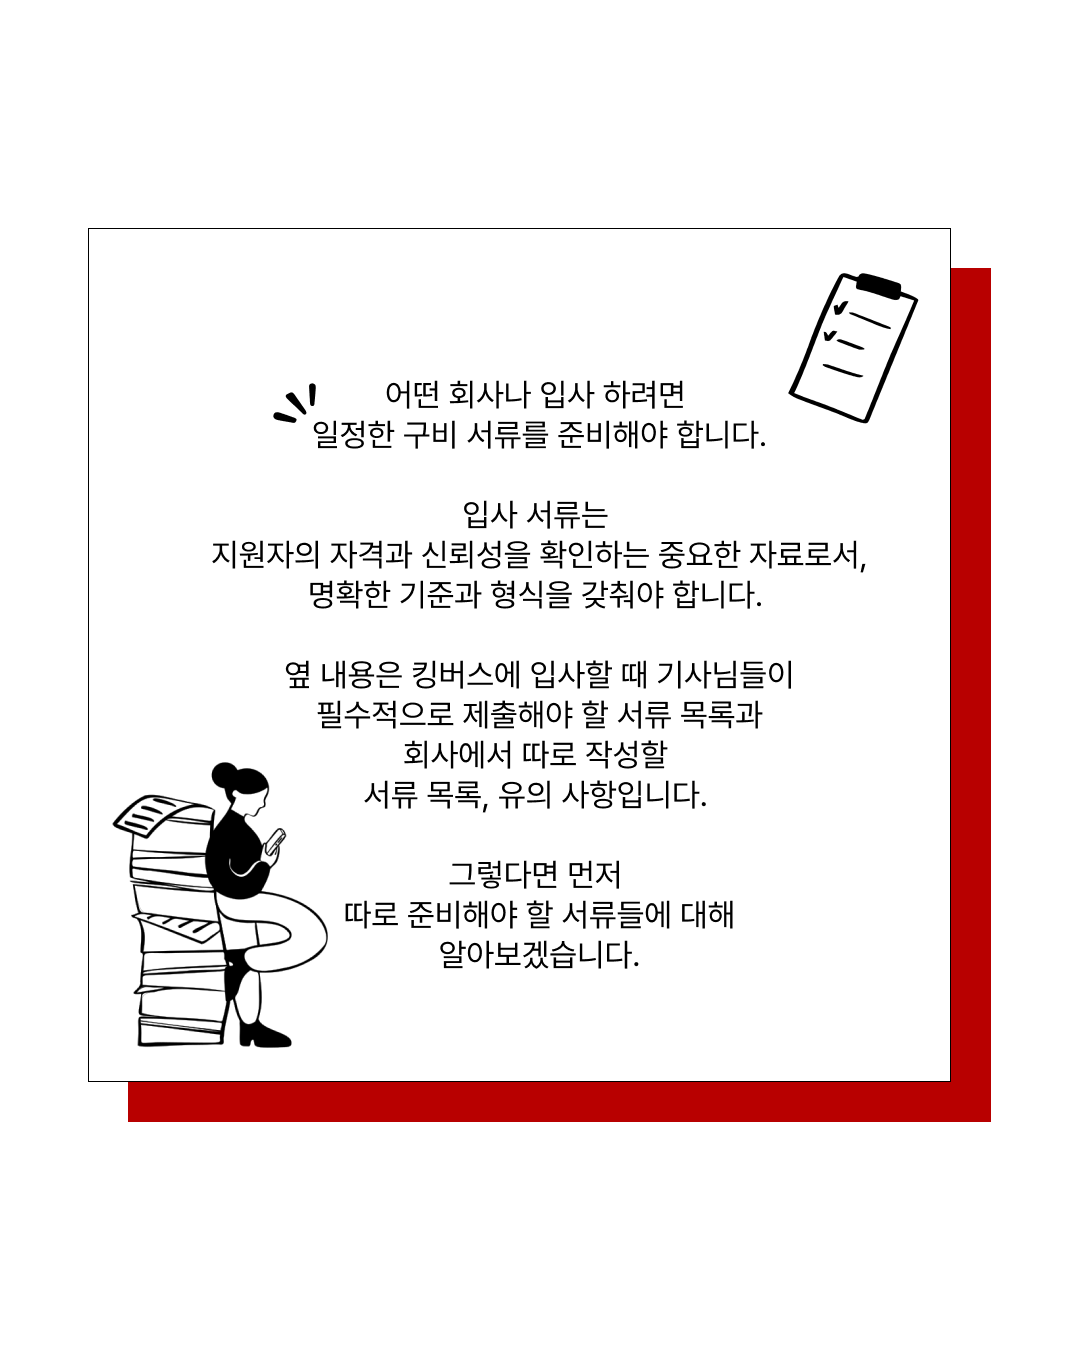 어떤 회사나 입사 하려면
일정한 구비 서류를 준비해야 합니다.
입사 서류는
지원자의 자격과 신뢰성을 확인하는 중요한 자료로서,
명확한 기준과 형식을 갖춰야 합니다.
옆 내용은 킹버스에 입사할 때 기사님들이
필수적으로 제출해야 할 서류 목록과
회사에서 따로 작성할
서류 목록, 유의 사항입니다.
그렇다면 먼저
따로 준비해야 할 서류들에 대해
알아보겠습니다.